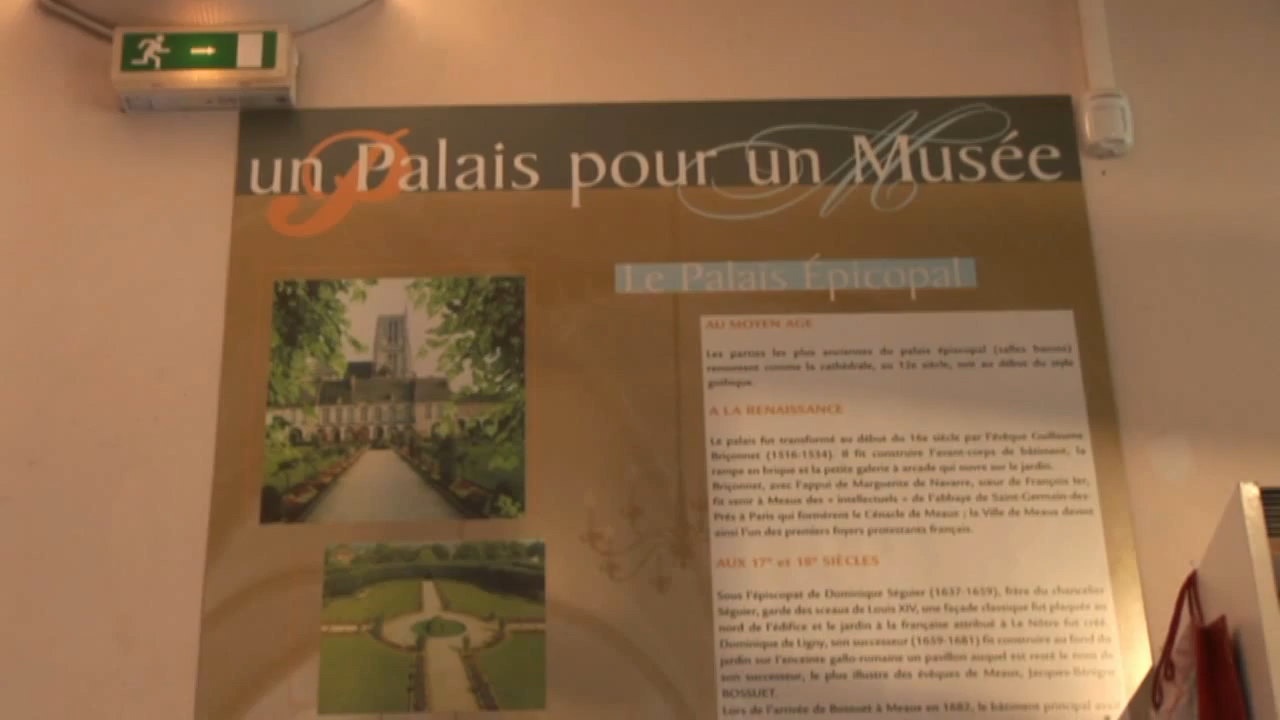 un Palais pour un Musée
Le Palais Épicopal
AU MOYEN AGE
Les parties les plus anciennes du palais épiscopal (salles basses)
remontent comme la cathédrale, au 12e siècle, soit au début du style
gothique.
A LA RENAISSANCE
Le palais fut transformé au début du 16e siècle par l'évêque Guillaume
Briçonnet (1516-1534). Il fit construire l'avant-corps de bâtiment, la
rampe en brique et la petite galerie à arcade qui ouvre sur le jardin.
Briçonnet, avec l'appui de Marguerite de Navarre, sœur de François Ier,
fit venir à Meaux des « intellectuels » de l'abbaye de Saint-Germain-des-
Prés à Paris qui formèrent le Cénacle de Meaux ; la Ville de Meaux devint
ainsi l'un des premiers foyers protestants français.
AUX 17e et 18e SIÈCLES
Sous l'épiscopat de Dominique Séguier (1637-1659), frère du chancelier
Séguier, garde des sceaux de Louis XIV, une façade classique fut plaquée au
nord de l'édifice et le jardin à la française attribué à Le Nôtre fut créé.
Dominique de Ligny, son successeur (1659-1681) fit construire au fond du
jardin sur l'enceinte gallo-romaine un pavillon auquel est resté le nom de
son successeur, le plus illustre des évêques de Meaux, Jacques-Bénigne
BOSSUET.
Lors de l'arrivée de Bossuet à Meaux en 1682, le bâtiment principal avait